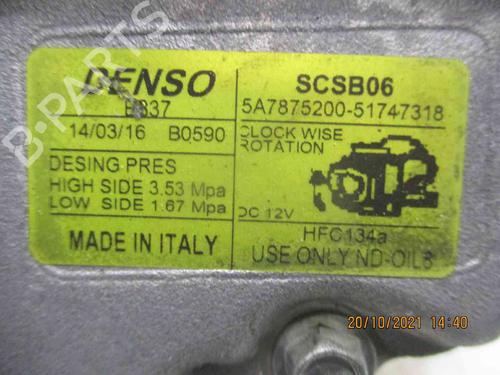 DENSO
SCSB06
5A7875200-51747318
14/03/16 B0590
CLOCK WISE
ROTATION
DESING PRES
HIGH SIDE 3.53 Mpa
LOW SIDE 1.67 Mpa
DC 12V
HFC134a
MADE IN ITALY
USE ONLY ND-OIL8
B-PARTS
20/10/2021 14:40